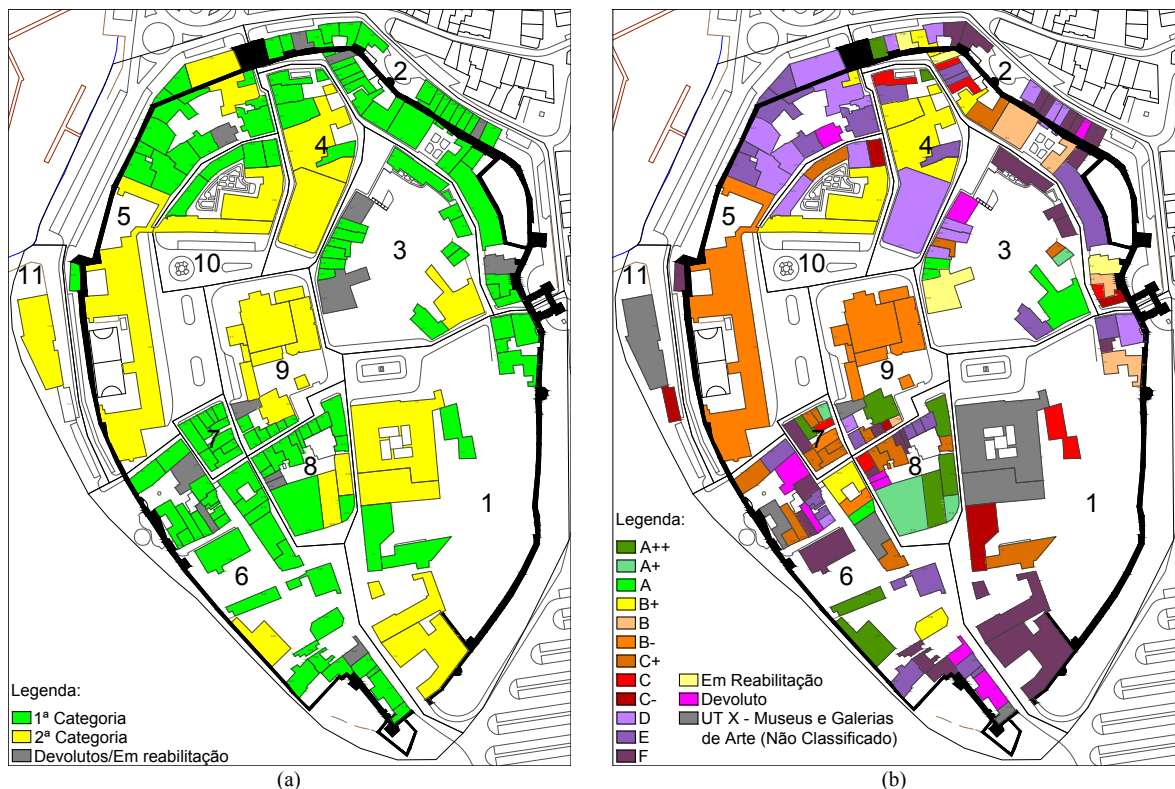 2
4
5
3
10
11
9
7
8
1
6
Legenda:
1ª Categoria
2ª Categoria
Devolutos/Em reabilitação
(a)
2
4
5
3
10
11
9
7
8
1
6
Legenda:
A++
A+
A
B+
B
B-
C+
C
C-
D
E
F
Em Reabilitação
Devoluto
UT X - Museus e Galerias
de Arte (Não Classificado)
(b)